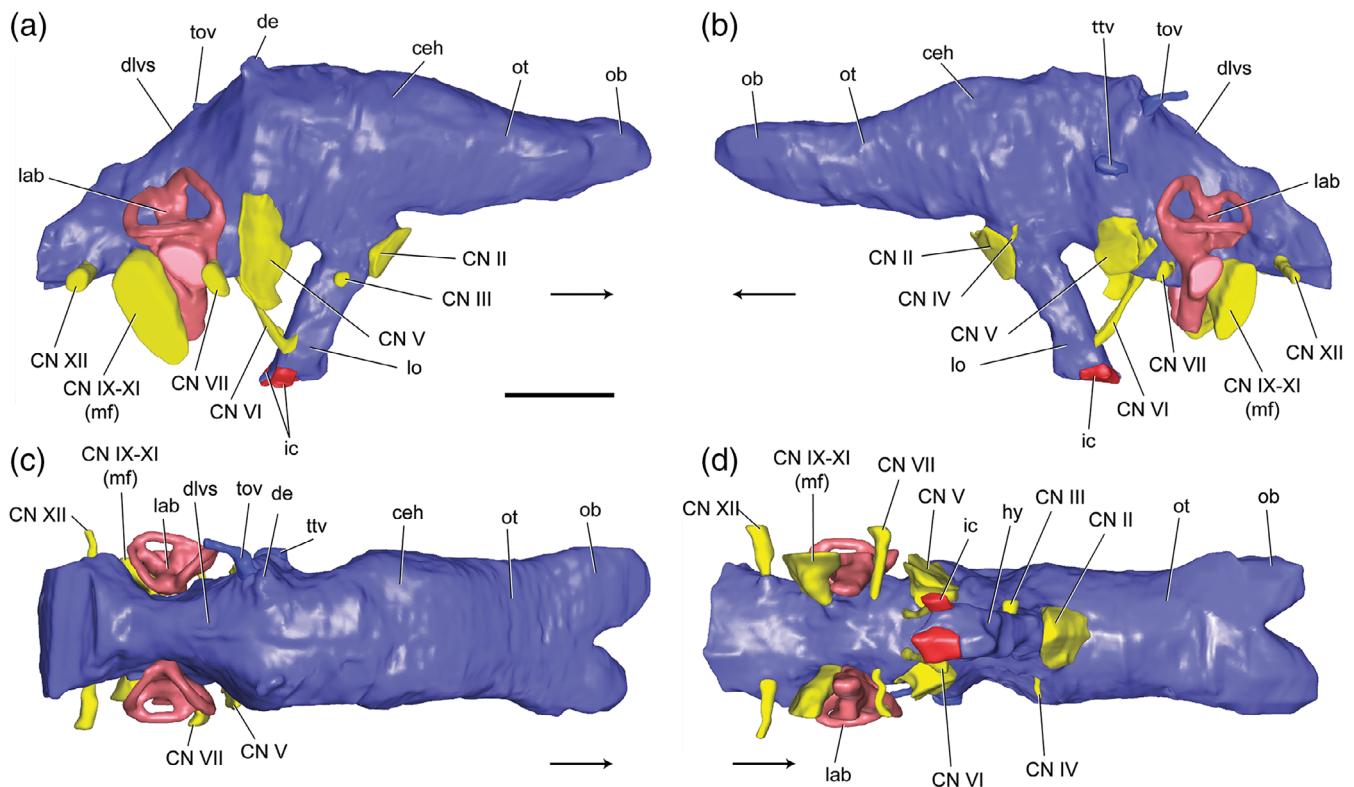 (a)
tov
de
dlvs
ceh
ot
ob
lab
CN II
CN III
CN XII
CN IX-XI
(mf)
CN VII
CN V
CN VI
lo
ic
(b)
ob
ot
ceh
ttv
tov
dlvs
lab
CN II
CN IV
CN V
lo
CN VII
CN XII
CN IX-XI
(mf)
CN VI
ic
(c)
CN IX-XI
(mf)
CN XII
lab
dlvs
tov
de
ttv
ceh
ot
ob
CN VII
CN V
(d)
CN XII
CN IX-XI
(mf)
CN VII
CN V
ic
hy
CN III
CN II
ot
ob
lab
CN VI
CN IV